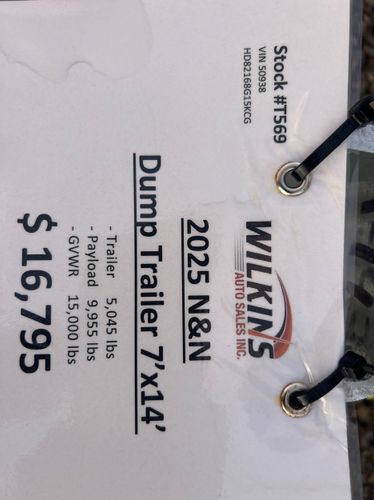 Stock #T569
VIN 50938
HD82168G15KCG
WILKINS
AUTO SALES INC.
2025 N&N
Dump Trailer 7'x14'
- Trailer 5,045 lbs
- Payload 9,955 lbs
- GVWR 15,000 lbs
$ 16,795